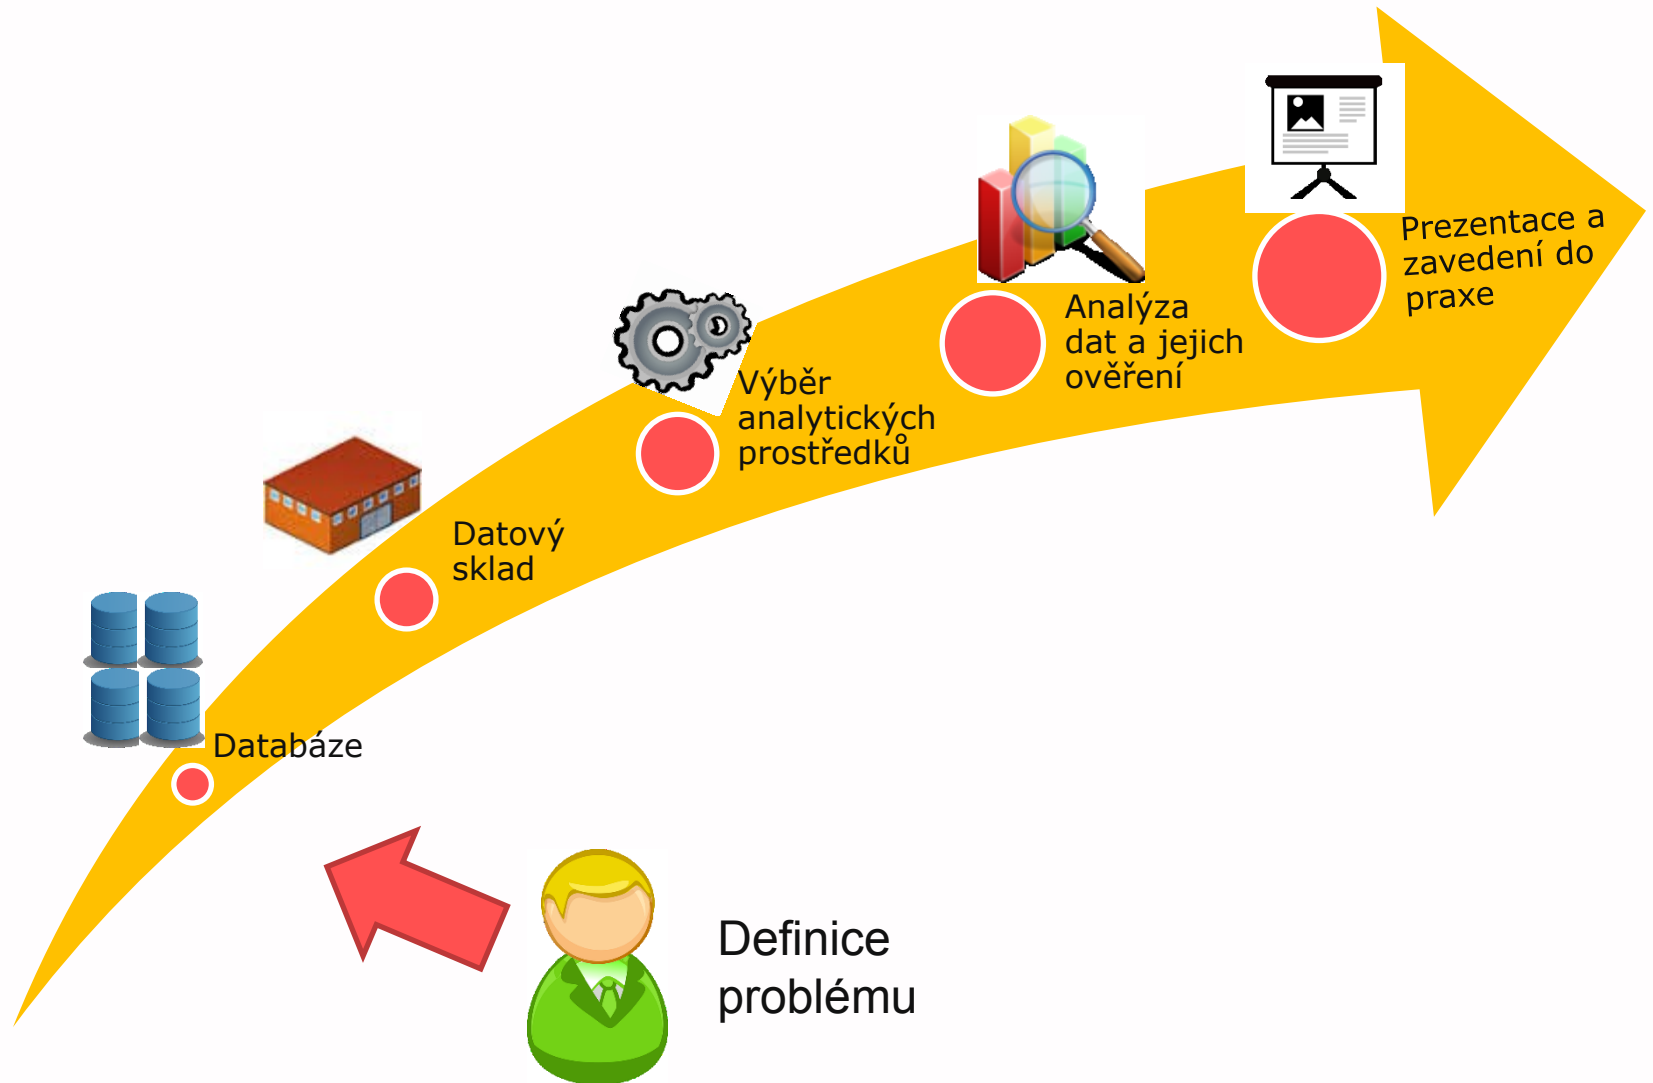 Databáze
Datový
sklad
Výběr
analytických
prostředků
Analýza
dat a jejich
ověření
Prezentace a
zavedení do
praxe
Definice
problému